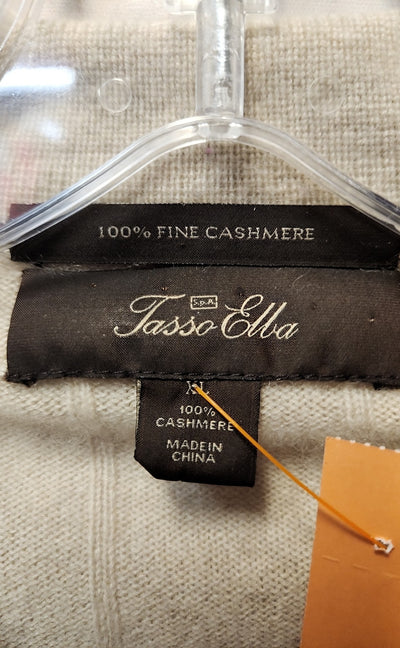 100% FINE CASHMERE
S.p.A.
Tasso Elba
XL
100%
CASHMERE
MADE IN
CHINA